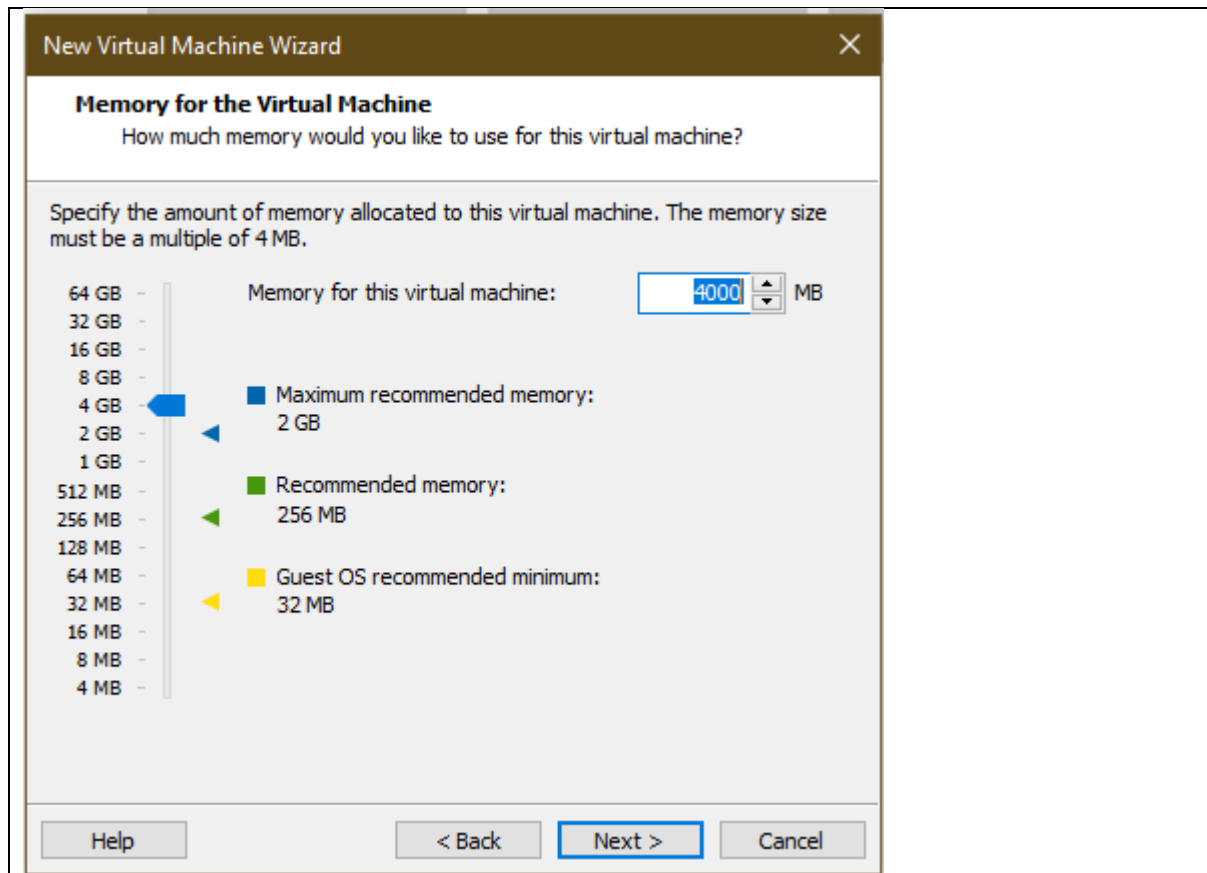 New Virtual Machine Wizard
Memory for the Virtual Machine
How much memory would you like to use for this virtual machine?
Specify the amount of memory allocated to this virtual machine. The memory size
must be a multiple of 4 MB.
Memory for this virtual machine: 4000 MB
64 GB
32 GB
16 GB
8 GB
4 GB
2 GB
1 GB
512 MB
256 MB
128 MB
64 MB
32 MB
16 MB
8 MB
4 MB
Maximum recommended memory:
2 GB
Recommended memory:
256 MB
Guest OS recommended minimum:
32 MB
Help
< Back
Next >
Cancel